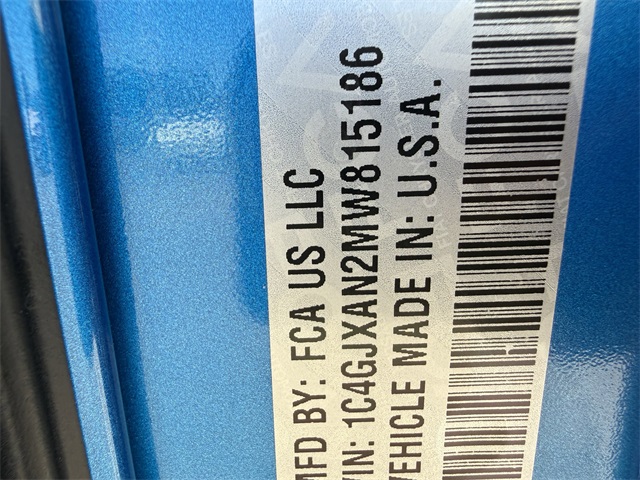 MFD BY: FCA US LLC
VIN: 1C4GJXAN2MW815186
VEHICLE MADE IN: U.S.A.